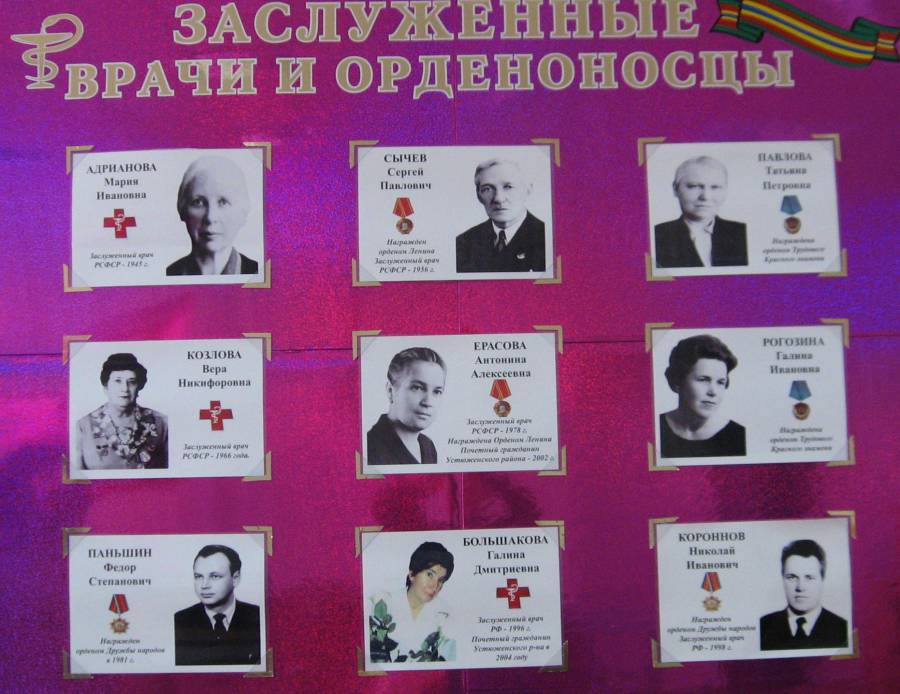 ЗАСЛУЖЕННЫЕ
ВРАЧИ И ОРДЕНОНОСЦЫ
АДРИАНОВА
Мария
Ивановна
Заслуженный врач
РСФСР - 1945 г.
СЫЧЕВ
Сергей
Павлович
Награжден
орденом Ленина
Заслуженный врач
РСФСР - 1956 г.
ПАВЛОВА
Татьяна
Петровна
Награждена
орденом Трудового
Красного знамени
КОЗЛОВА
Вера
Никифоровна
Заслуженный врач
РСФСР - 1966 года.
ЕРАСОВА
Антонина
Алексеевна
Заслуженный врач
РСФСР - 1978 г.
Награждена Орденом Ленина
Почетный гражданин
Устюженского района - 2002 г.
РОГОЗИНА
Галина
Ивановна
Награждена
орденом Трудового
Красного знамени
ПАНЬШИН
Федор
Степанович
Награжден
орденом Дружбы народов
в 1981 г.
БОЛЬШАКОВА
Галина
Дмитриевна
Заслуженный врач
РФ - 1996 г.
Почетный гражданин
Устюженского р-на в
2004 году
КОРОННОВ
Николай
Иванович
Награжден
орденом Дружбы народов
Заслуженный врач
РФ - 1998 г.